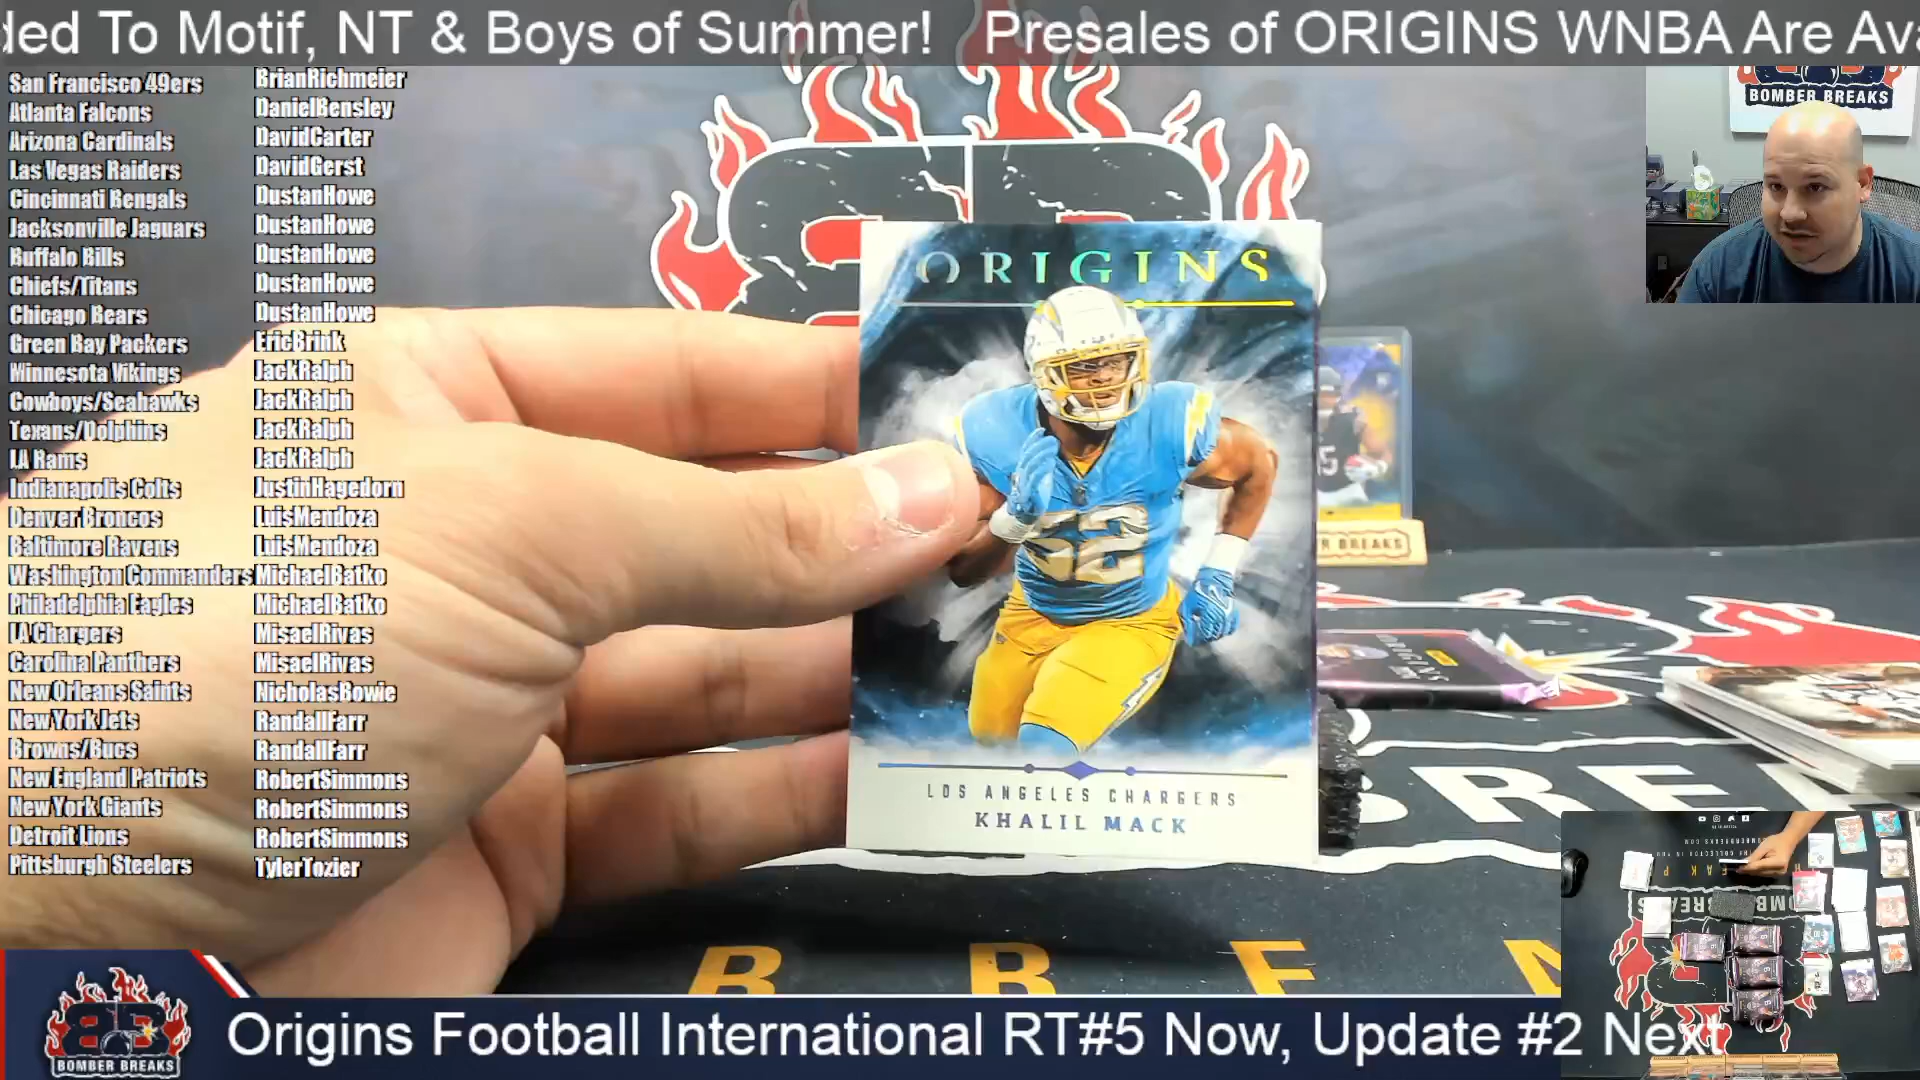 ded To Motif, NT & Boys of Summer! Presales of ORIGINS WNBA Are Ava
BOMBER BREAKS
San Francisco 49ers BrianRichmeier
Atlanta Falcons DanielBensley
Arizona Cardinals DavidCarter
Las Vegas Raiders DavidGerst
Cincinnati Bengals DustanHowe
Jacksonville Jaguars DustanHowe
Buffalo Bills DustanHowe
Chiefs/Titans DustanHowe
Chicago Bears DustanHowe
Green Bay Packers EricBrink
Minnesota Vikings JackRalph
Cowboys/Seahawks JackRalph
Texans/Dolphins JackRalph
LA Rams JackRalph
Indianapolis Colts JustinHagedorn
Denver Broncos LuisMendoza
Baltimore Ravens LuisMendoza
Washington Commanders MichaelBatko
Philadelphia Eagles MichaelBatko
LA Chargers MisaelRivas
Carolina Panthers MisaelRivas
New Orleans Saints NicholasBowie
New York Jets RandallFarr
Browns/Bucs RandallFarr
New England Patriots RobertSimmons
New York Giants RobertSimmons
Detroit Lions RobertSimmons
Pittsburgh Steelers TylerTozier
ORIGINS
52
LOS ANGELES CHARGERS
KHALIL MACK
R BREAKS
ORIGINS
BREA
B B E
BOMBER BREAKS
Origins Football International RT#5 Now, Update #2 Next